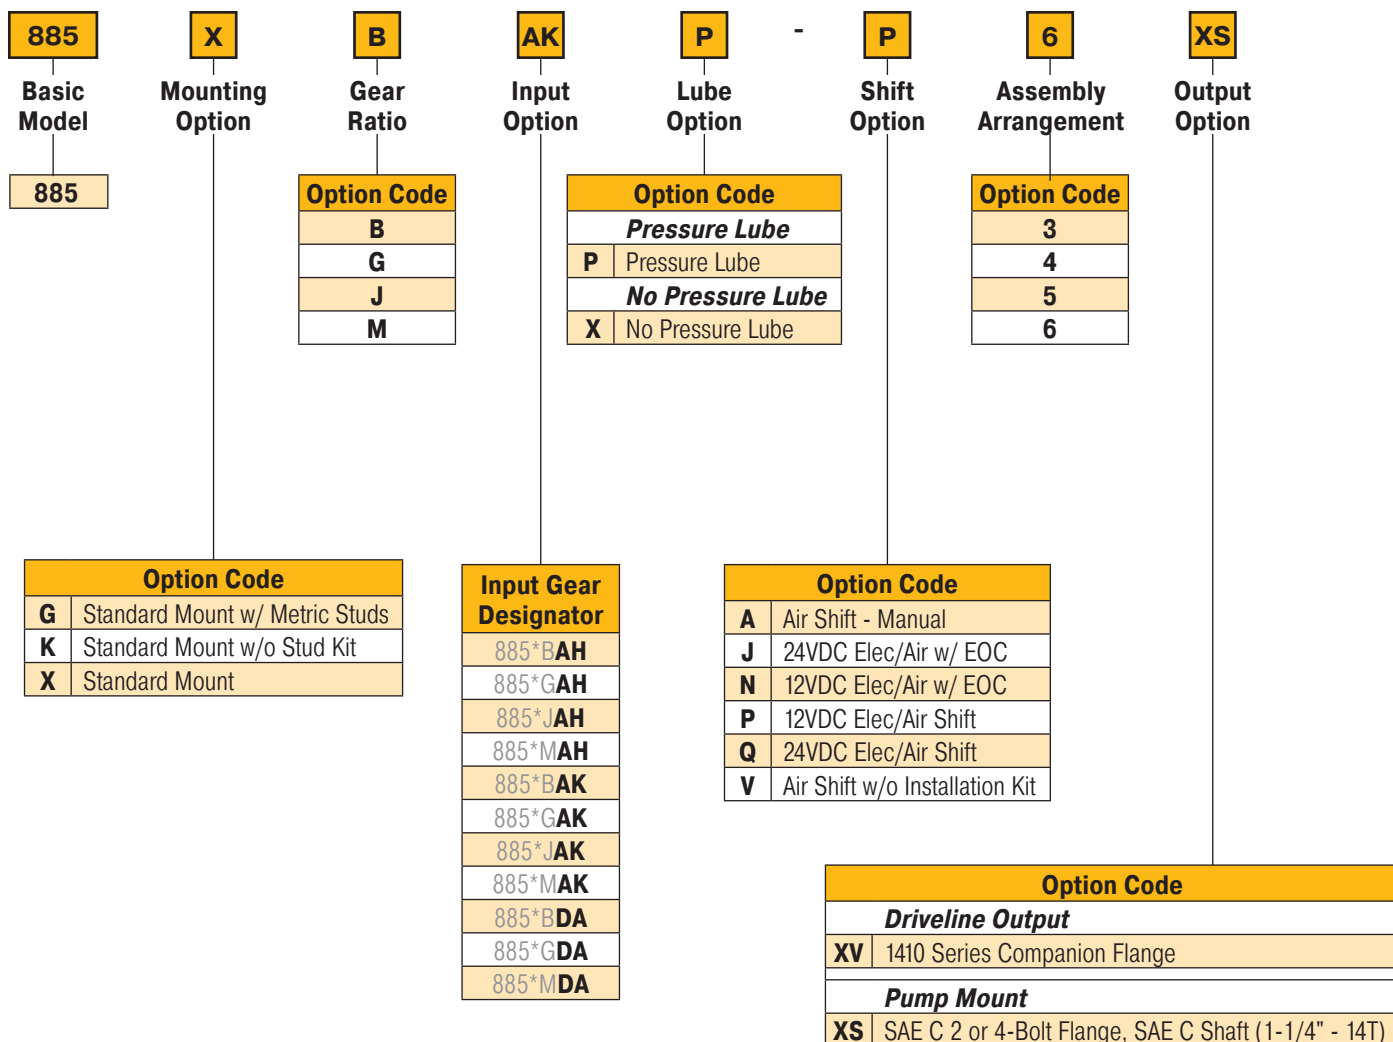 885 X B AK P - P 6 XS
Basic Model
Mounting Option
Gear Ratio
Input Option
Lube Option
Shift Option
Assembly Arrangement
Output Option
885
Option Code
B
G
J
M
Option Code
Pressure Lube
P Pressure Lube
No Pressure Lube
X No Pressure Lube
Option Code
3
4
5
6
Option Code
G Standard Mount w/ Metric Studs
K Standard Mount w/o Stud Kit
X Standard Mount
Input Gear
Designator
885*BAH
885*GAH
885*JAH
885*MAH
885*BAK
885*GAK
885*JAK
885*MAK
885*BDA
885*GDA
885*MDA
Option Code
A Air Shift - Manual
J 24VDC Elec/Air w/ EOC
N 12VDC Elec/Air w/ EOC
P 12VDC Elec/Air Shift
Q 24VDC Elec/Air Shift
V Air Shift w/o Installation Kit
Option Code
Driveline Output
XV 1410 Series Companion Flange
Pump Mount
XS SAE C 2 or 4-Bolt Flange, SAE C Shaft (1-1/4" - 14T)